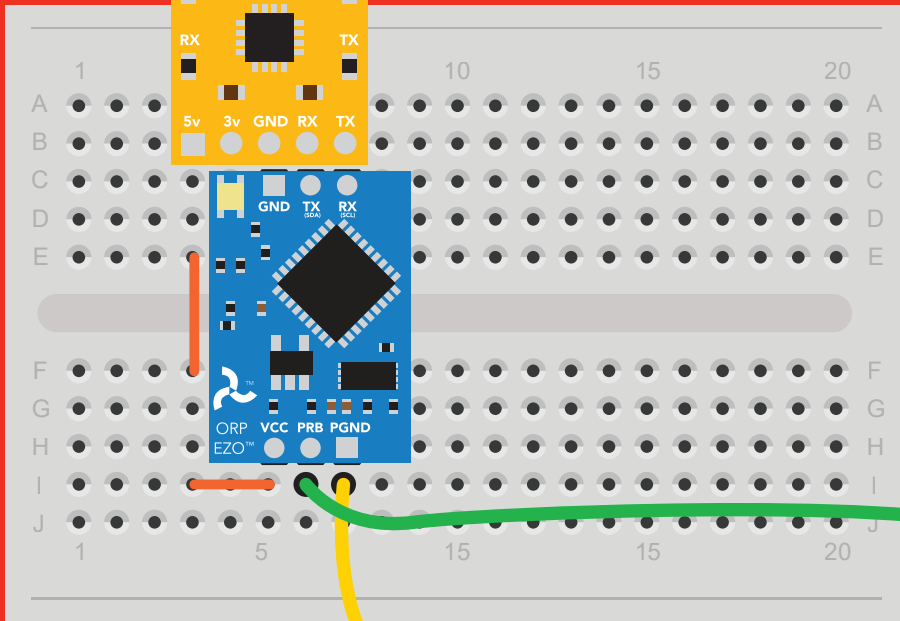 RX TX
1 10 15 20
A A
5v 3v GND RX TX
B B
C C
GND TX RX
(SDA) (SCL)
D D
E E
F F
TM
G G
ORP VCC PRB PGND
H H
EZO™
I I
J J
1 5 15 15 20